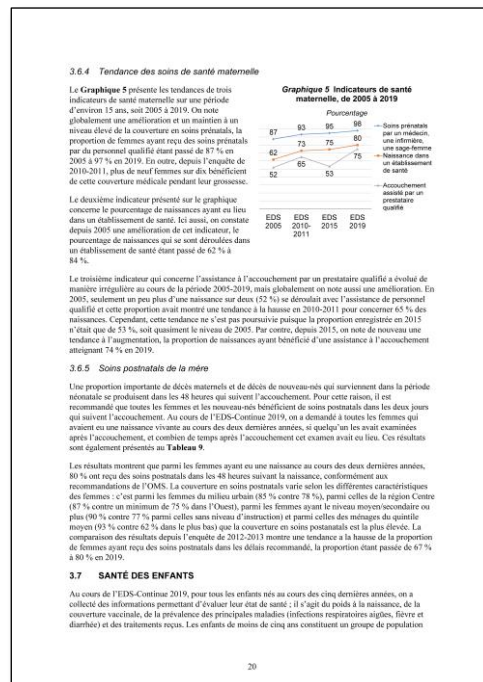 3.6.4 Tendance des soins de santé maternelle
Le Graphique 5 présente les tendances de trois
indicateurs de santé maternelle sur une période
d'environ 15 ans, soit 2005 à 2019. On note
globalement une amélioration et un maintien à un
niveau élevé de la couverture en soins prénatals, la
proportion de femmes ayant reçu des soins prénatals
par du personnel qualifié étant passé de 87 % en
2005 à 97 % en 2019. En outre, depuis l'enquête de
2010-2011, plus de neuf femmes sur dix bénéficient
de cette couverture médicale pendant leur grossesse.
Le deuxième indicateur présenté sur le graphique
concerne le pourcentage de naissances ayant eu lieu
dans un établissement de santé. Ici aussi, on constate
depuis 2005 une amélioration de cet indicateur, le
pourcentage de naissances qui se sont déroulées dans
un établissement de santé étant passé de 62 % à
84 %.
Graphique 5 Indicateurs de santé
maternelle, de 2005 à 2019
Pourcentage
87 93 95 98
62 73 75 80
52 65 53 75
EDS 2005
EDS 2010-2011
EDS 2015
EDS 2019
Soins prénatals
par un médecin,
une infirmière,
une sage-femme
Naissance dans
un établissement
de santé
Accouchement
assisté par un
prestataire
qualifié
Le troisième indicateur qui concerne l'assistance à l'accouchement par un prestataire qualifié a évolué de
manière irrégulière au cours de la période 2005-2019, mais globalement on note aussi une amélioration. En
2005, seulement un peu plus d'une naissance sur deux (52 %) se déroulait avec l'assistance de personnel
qualifié et cette proportion avait montré une tendance à la hausse en 2010-2011 pour concerner 65 % des
naissances. Cependant, cette tendance ne s'est pas poursuivie puisque la proportion enregistrée en 2015
n'était que de 53 %, soit quasiment le niveau de 2005. Par contre, depuis 2015, on note de nouveau une
tendance à l'augmentation, la proportion de naissances ayant bénéficié d'une assistance à l'accouchement
atteignant 74 % en 2019.
3.6.5 Soins postnatals de la mère
Une proportion importante de décès maternels et de décès de nouveau-nés qui surviennent dans la période
néonatale se produisent dans les 48 heures qui suivent l'accouchement. Pour cette raison, il est
recommandé que toutes les femmes et les nouveau-nés bénéficient de soins postnatals dans les deux jours
qui suivent l'accouchement. Au cours de l'EDS-Continue 2019, on a demandé à toutes les femmes qui
avaient eu une naissance vivante au cours des deux dernières années, si quelqu'un les avait examinées
après l'accouchement, et combien de temps après l'accouchement cet examen avait eu lieu. Ces résultats
sont également présentés au Tableau 9.
Les résultats montrent que parmi les femmes ayant eu une naissance au cours des deux dernières années,
80 % ont reçu des soins postnatals dans les 48 heures suivant la naissance, conformément aux
recommandations de l'OMS. La couverture en soins postnatals varie selon les différentes caractéristiques
des femmes : c'est parmi les femmes du milieu urbain (85 % contre 78 %), parmi celles de la région Centre
(87 % contre un minimum de 75 % dans l'Ouest), parmi les femmes ayant le niveau moyen/secondaire ou
plus (90 % contre 77 % parmi celles sans niveau d'instruction) et parmi celles des ménages du quintile
moyen (93 % contre 62 % dans le plus bas) que la couverture en soins postanatals est la plus élevée. La
comparaison des résultats depuis l'enquête de 2012-2013 montre une tendance a la hausse de la proportion
de femmes ayant reçu des soins postnatals dans les délais recommandé, la proportion étant passée de 67 %
à 80 % en 2019.
3.7 SANTÉ DES ENFANTS
Au cours de l'EDS-Continue 2019, pour tous les enfants nés au cours des cinq dernières années, on a
collecté des informations permettant d'évaluer leur état de santé ; il s'agit du poids à la naissance, de la
couverture vaccinale, de la prévalence des principales maladies (infections respiratoires aigües, fièvre et
diarrhée) et des traitements reçus. Les enfants de moins de cinq ans constituent un groupe de population
20